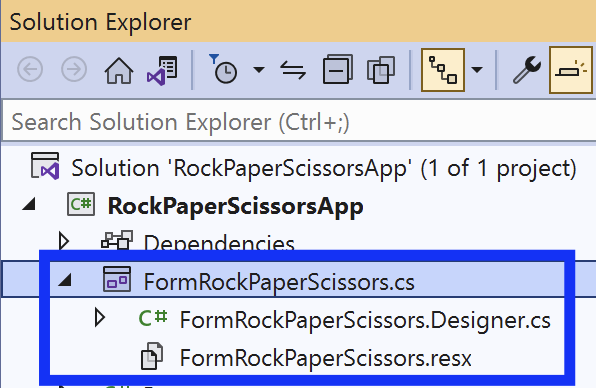 Solution Explorer
Search Solution Explorer (Ctrl+;)
Solution 'RockPaperScissorsApp' (1 of 1 project)
C# RockPaperScissorsApp
Dependencies
FormRockPaperScissors.cs
C# FormRockPaperScissors.Designer.cs
FormRockPaperScissors.resx